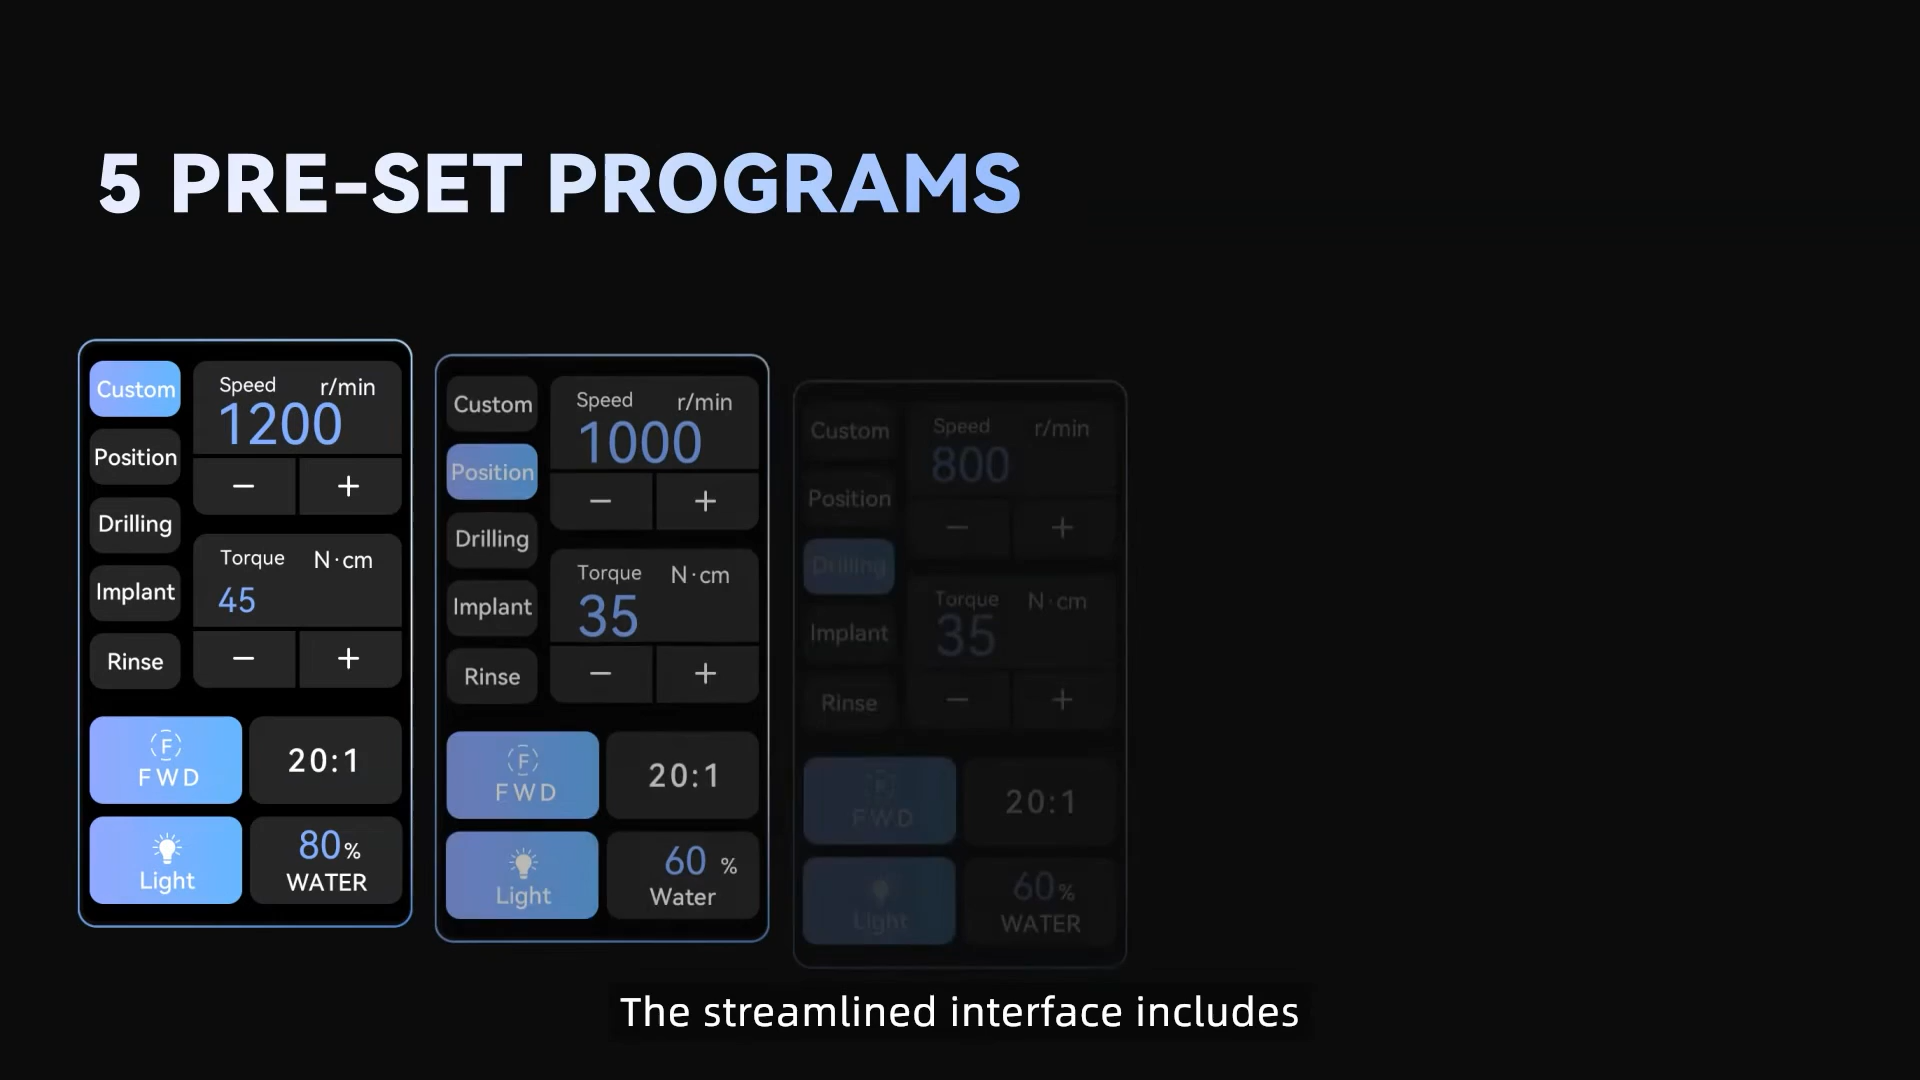 5 PRE-SET PROGRAMS
Custom
Position
Drilling
Implant
Rinse
Speed r/min
1200
− +
Torque N·cm
45
− +
F
FWD
20:1
Light
80%
WATER
Custom
Position
Drilling
Implant
Rinse
Speed r/min
1000
− +
Torque N·cm
35
− +
F
FWD
20:1
Light
60 %
Water
Custom
Position
Drilling
Implant
Rinse
Speed r/min
800
− +
Torque N·cm
35
− +
F
FWD
20:1
Light
60%
WATER
The streamlined interface includes